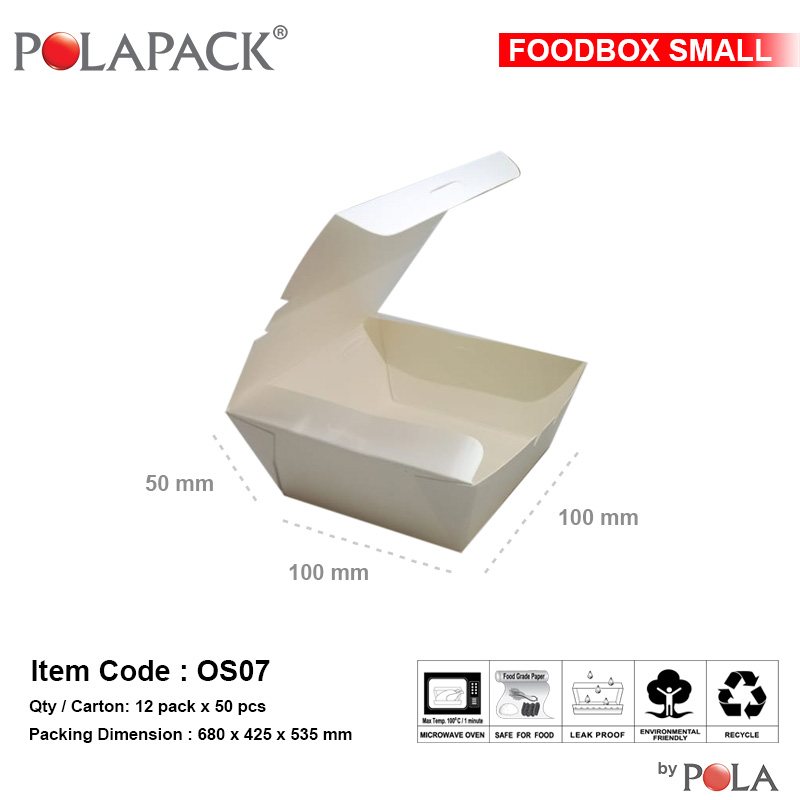 POLAPACK®
FOODBOX SMALL
50 mm
100 mm
100 mm
Item Code : OS07
Qty / Carton: 12 pack x 50 pcs
Packing Dimension : 680 x 425 x 535 mm
Max Temp. 100°C / 1 minute
MICROWAVE OVEN
Food Grade Paper
SAFE FOR FOOD
LEAK PROOF
ENVIRONMENTAL
FRIENDLY
RECYCLE
by POLA